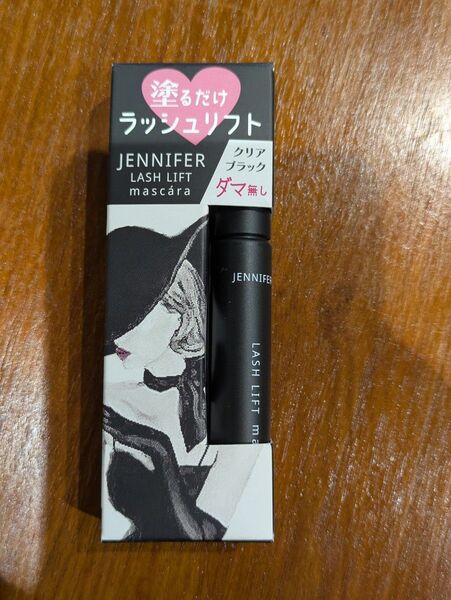 塗るだけ
ラッシュリフト
JENNIFER
LASH LIFT
mascára
クリア
ブラック
ダマ無し
JENNIFER
LASH LIFT ma